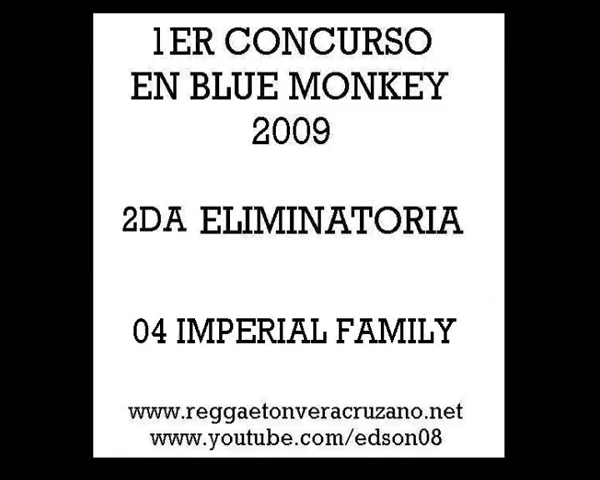 1ER CONCURSO
EN BLUE MONKEY
2009
2DA ELIMINATORIA
04 IMPERIAL FAMILY
www.reggaetonveracruzano.net
www.youtube.com/edson08